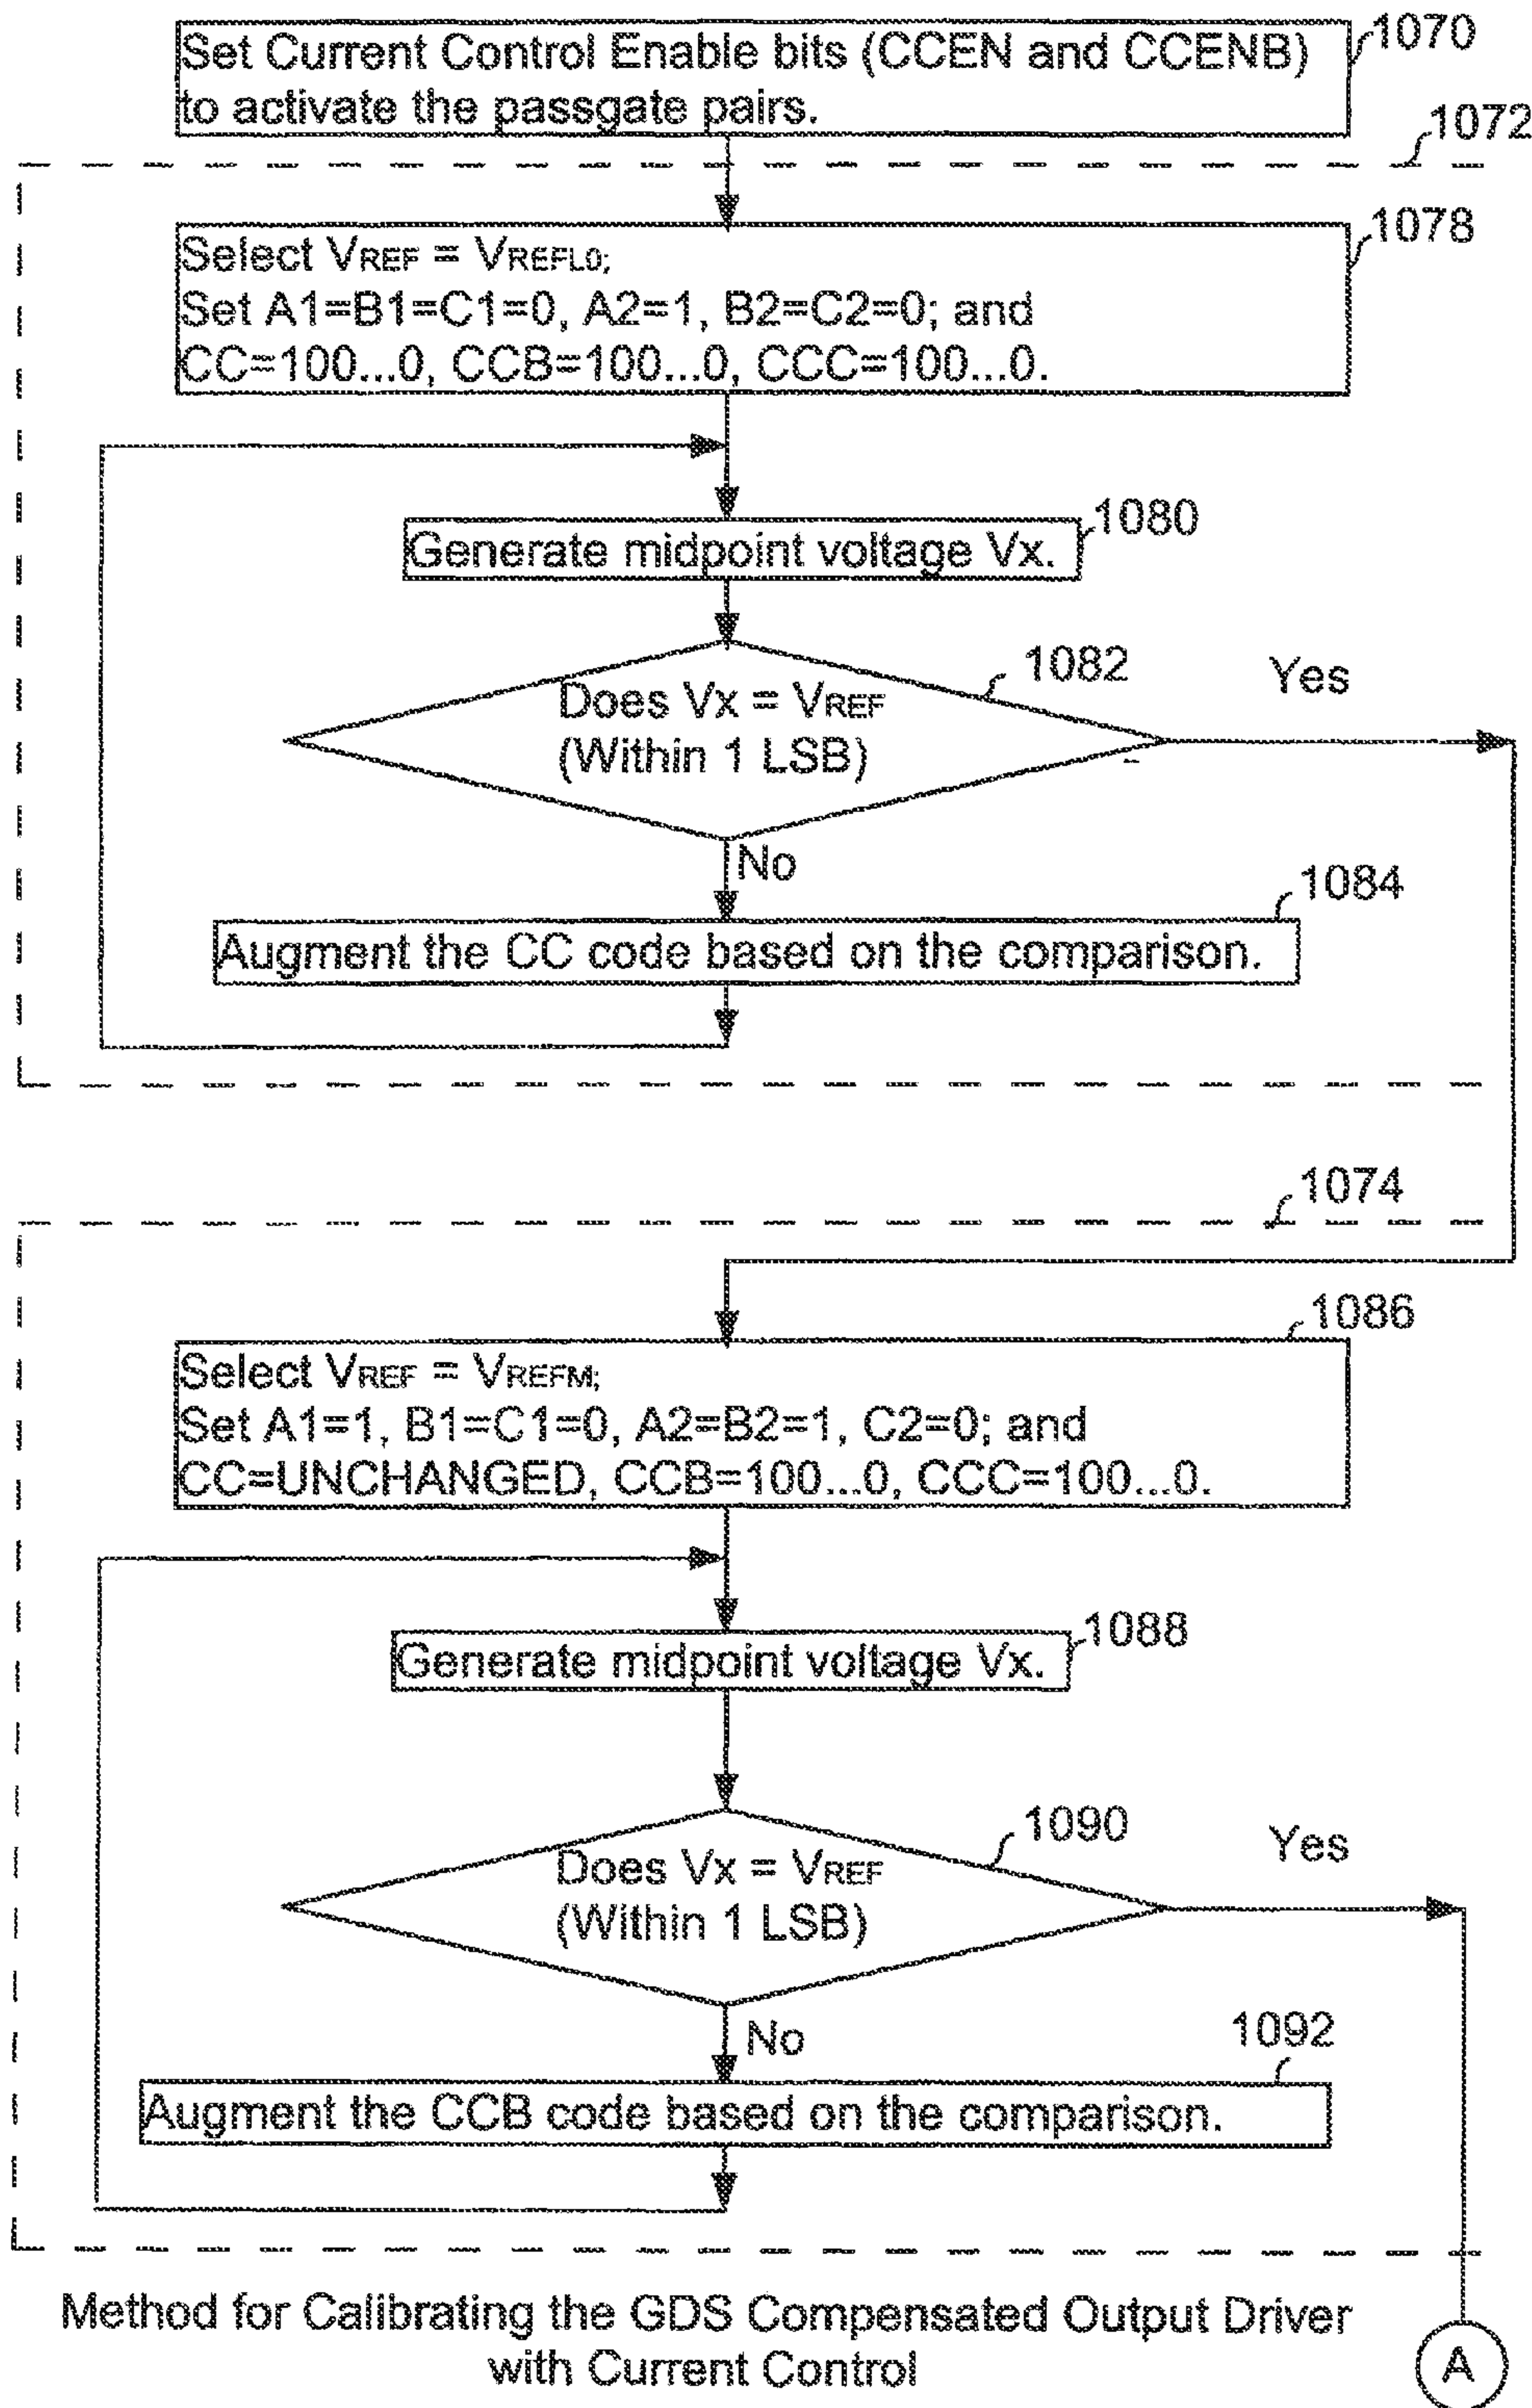 Set Current Control Enable bits (CCEN and CCENB)
to activate the passgate pairs.
1070
1072
Select VREF = VREFL0;
Set A1=B1=C1=0, A2=1, B2=C2=0; and
CC=100...0, CCB=100...0, CCC=100...0.
1078
Generate midpoint voltage Vx.
1080
Does Vx = VREF
(Within 1 LSB)
1082
Yes
No
1084
Augment the CC code based on the comparison.
1074
1086
Select VREF = VREFM;
Set A1=1, B1=C1=0, A2=B2=1, C2=0; and
CC=UNCHANGED, CCB=100...0, CCC=100...0.
Generate midpoint voltage Vx.
1088
Does Vx = VREF
(Within 1 LSB)
1090
Yes
No
1092
Augment the CCB code based on the comparison.
Method for Calibrating the GDS Compensated Output Driver
with Current Control
A